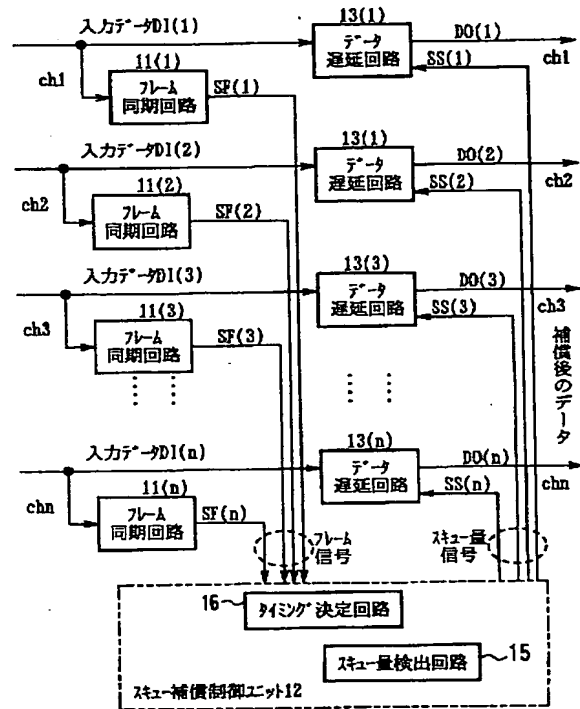 入力データDI(1)
13(1)
データ
遅延回路
DO(1)
SS(1)
ch1
ch1
11(1)
フレーム
同期回路
SF(1)
入力データDI(2)
13(1)
データ
遅延回路
DO(2)
SS(2)
ch2
ch2
11(2)
フレーム
同期回路
SF(2)
入力データDI(3)
13(3)
データ
遅延回路
DO(3)
SS(3)
ch3
ch3
11(3)
フレーム
同期回路
SF(3)
補償後のデータ
入力データDI(n)
13(n)
データ
遅延回路
DO(n)
SS(n)
chn
chn
11(n)
フレーム
同期回路
SF(n)
フレーム
信号
スキュー量
信号
16
タイミング決定回路
スキュー量検出回路
15
スキュー補償制御ユニット12